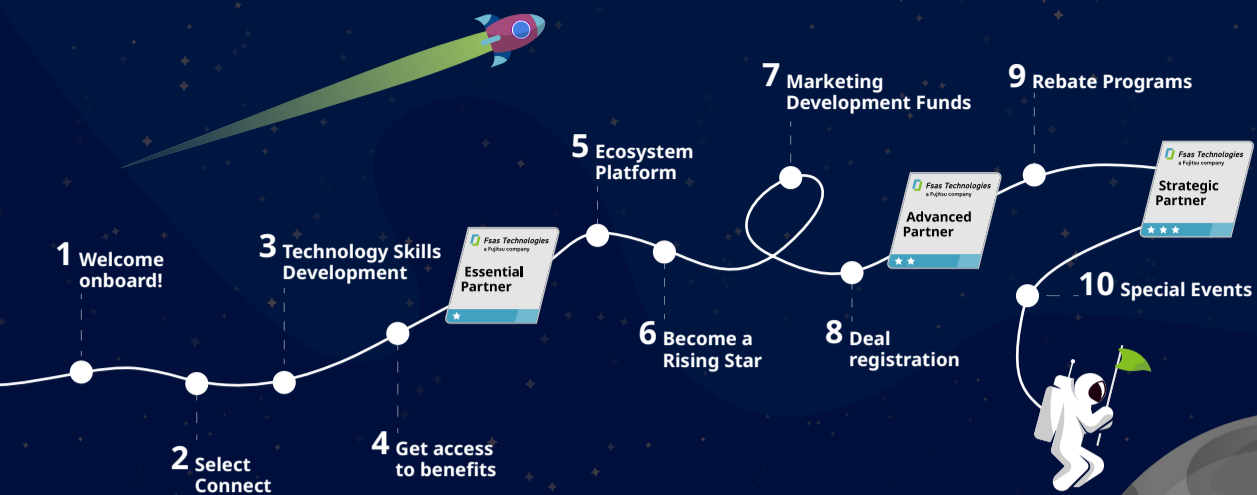 1 Welcome
onboard!
2 Select
Connect
3 Technology Skills
Development
4 Get access
to benefits
Fsas Technologies
a Fujitsu company
Essential
Partner
5 Ecosystem
Platform
6 Become a
Rising Star
7 Marketing
Development Funds
8 Deal
registration
Fsas Technologies
a Fujitsu company
Advanced
Partner
9 Rebate Programs
Fsas Technologies
a Fujitsu company
Strategic
Partner
10 Special Events